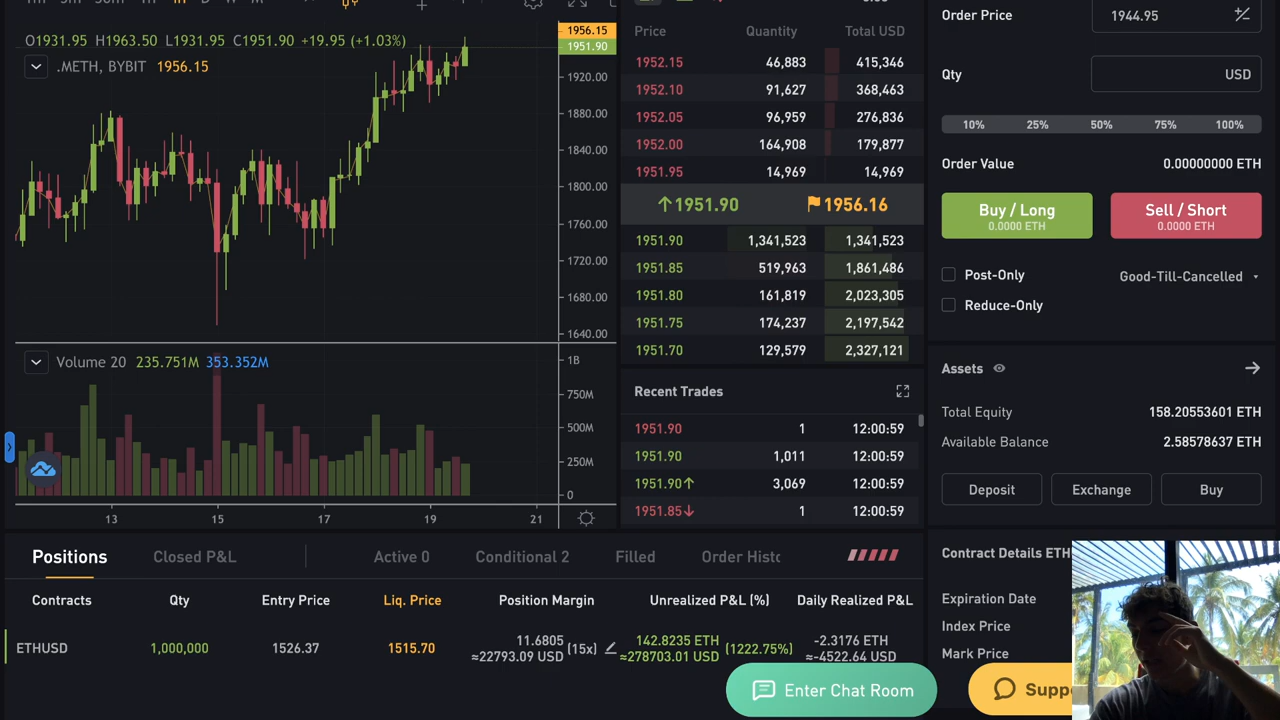 O1931.95 H1963.50 L1931.95 C1951.90 +19.95 (+1.03%)
.METH, BYBIT 1956.15
1956.15
1951.90
1920.00
1880.00
1840.00
1800.00
1760.00
1720.00
1680.00
1640.00
Volume 20 235.751M 353.352M
1B
750M
500M
250M
0
13 15 17 19 21
Price Quantity Total USD
1952.15 46,883 415,346
1952.10 91,627 368,463
1952.05 96,959 276,836
1952.00 164,908 179,877
1951.95 14,969 14,969
↑1951.90 1956.16
1951.90 1,341,523 1,341,523
1951.85 519,963 1,861,486
1951.80 161,819 2,023,305
1951.75 174,237 2,197,542
1951.70 129,579 2,327,121
Recent Trades
1951.90 1 12:00:59
1951.90 1,011 12:00:59
1951.90↑ 3,069 12:00:59
1951.85↓ 1 12:00:59
Order Price 1944.95
Qty USD
10% 25% 50% 75% 100%
Order Value 0.00000000 ETH
Buy / Long
0.0000 ETH
Sell / Short
0.0000 ETH
Post-Only Good-Till-Cancelled
Reduce-Only
Assets
Total Equity 158.20553601 ETH
Available Balance 2.58578637 ETH
Deposit Exchange Buy
Contract Details ETH
Expiration Date
Index Price
Mark Price
Positions Closed P&L Active 0 Conditional 2 Filled Order Histc
Contracts Qty Entry Price Liq. Price Position Margin Unrealized P&L (%) Daily Realized P&L
ETHUSD 1,000,000 1526.37 1515.70 11.6805 (15x) 142.8235 ETH (1222.75%) -2.3176 ETH
≈22793.09 USD ≈278703.01 USD ≈-4522.64 USD
Enter Chat Room
Supp